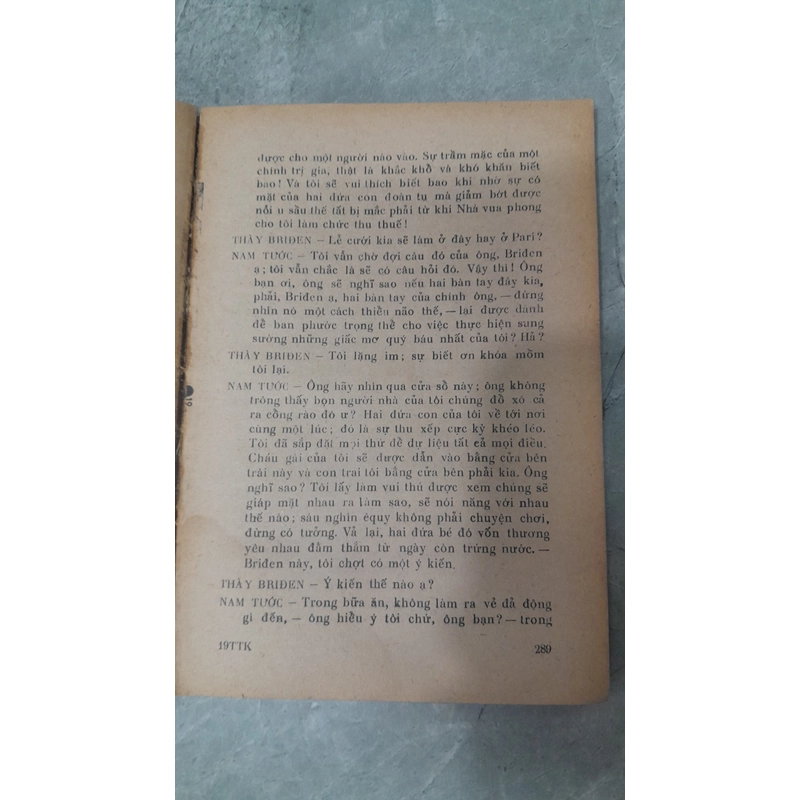 được cho một người nào vào. Sự trầm mặc của một
chính trị gia, thật là khắc khổ và khó khăn biết
bao! Và tôi sẽ vui thích biết bao khi nhờ sự có
mặt của hai đứa con đoàn tụ mà giảm bớt được
nổi u sầu thế tất bị mắc phải từ khi Nhà vua phong
cho tôi làm chức thu thuế!
THẦY BRIĐEN — Lễ cưới kia sẽ làm ở đây hay ở Pari?
NAM TƯỚC — Tôi vẫn chờ đợi câu đó của ông, Briđen
ạ; tôi vẫn chắc là sẽ có câu hỏi đó. Vậy thì! Ông
bạn ơi, ông sẽ nghĩ sao nếu hai bàn tay đây kia,
phải, Briđen ạ, hai bàn tay của chính ông, — đừng
nhìn nó một cách thiểu não thế, — lại được dành
để ban phước trọng thể cho việc thực hiện sung
sướng những giấc mơ quý báu nhất của tôi? Hả?
THẦY BRIĐEN — Tôi lặng im; sự biết ơn khóa mồm
tôi lại.
NAM TƯỚC — Ông hãy nhìn qua cửa sổ này; ông không
trông thấy bọn người nhà của tôi chúng đổ xô cả
ra cổng rào đó ư? Hai đứa con của tôi về tới nơi
cùng một lúc; đó là sự thu xếp cực kỳ khéo léo.
Tôi đã sắp đặt mọi thứ để dự liệu tất cả mọi điều.
Cháu gái của tôi sẽ được dẫn vào bằng cửa bên
trái này và con trai tôi bằng cửa bên phải kia. Ông
nghĩ sao? Tôi lấy làm vui thú được xem chúng sẽ
giáp mặt nhau ra làm sao, sẽ nói năng với nhau
thế nào; sáu nghìn êquy không phải chuyện chơi,
đừng có tưởng. Vả lại, hai đứa bé đó vốn thương
yêu nhau đằm thắm từ ngày còn trứng nước. —
Briđen này, tôi chợt có một ý kiến.
THẦY BRIĐEN — Ý kiến thế nào ạ?
NAM TƯỚC — Trong bữa ăn, không làm ra vẻ đả động
gì đến, — ông hiểu ý tôi chứ, ông bạn? — trong
19TTK
289